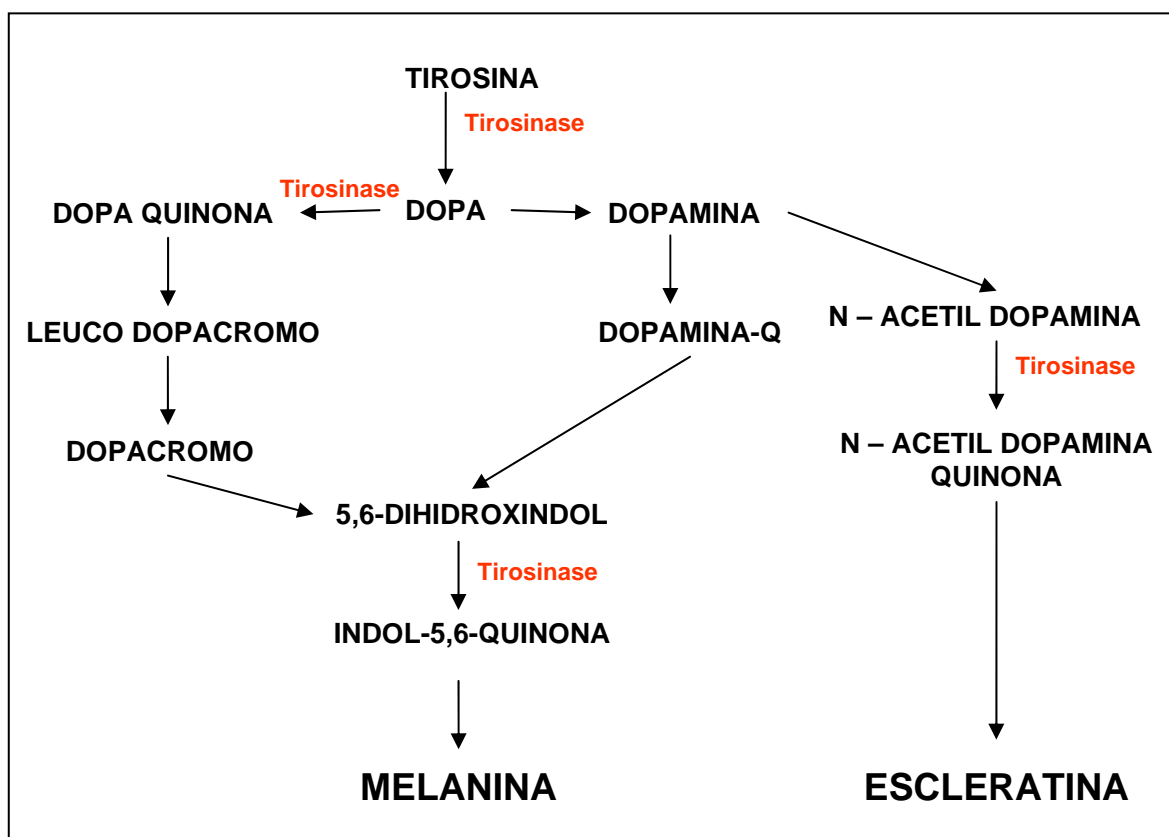 TIROSINA
Tirosinase
Tirosinase
DOPA QUINONA
DOPA
DOPAMINA
LEUCO DOPACROMO
DOPAMINA-Q
N – ACETIL DOPAMINA
Tirosinase
DOPACROMO
N – ACETIL DOPAMINA
QUINONA
5,6-DIHIDROXINDOL
Tirosinase
INDOL-5,6-QUINONA
MELANINA
ESCLERATINA